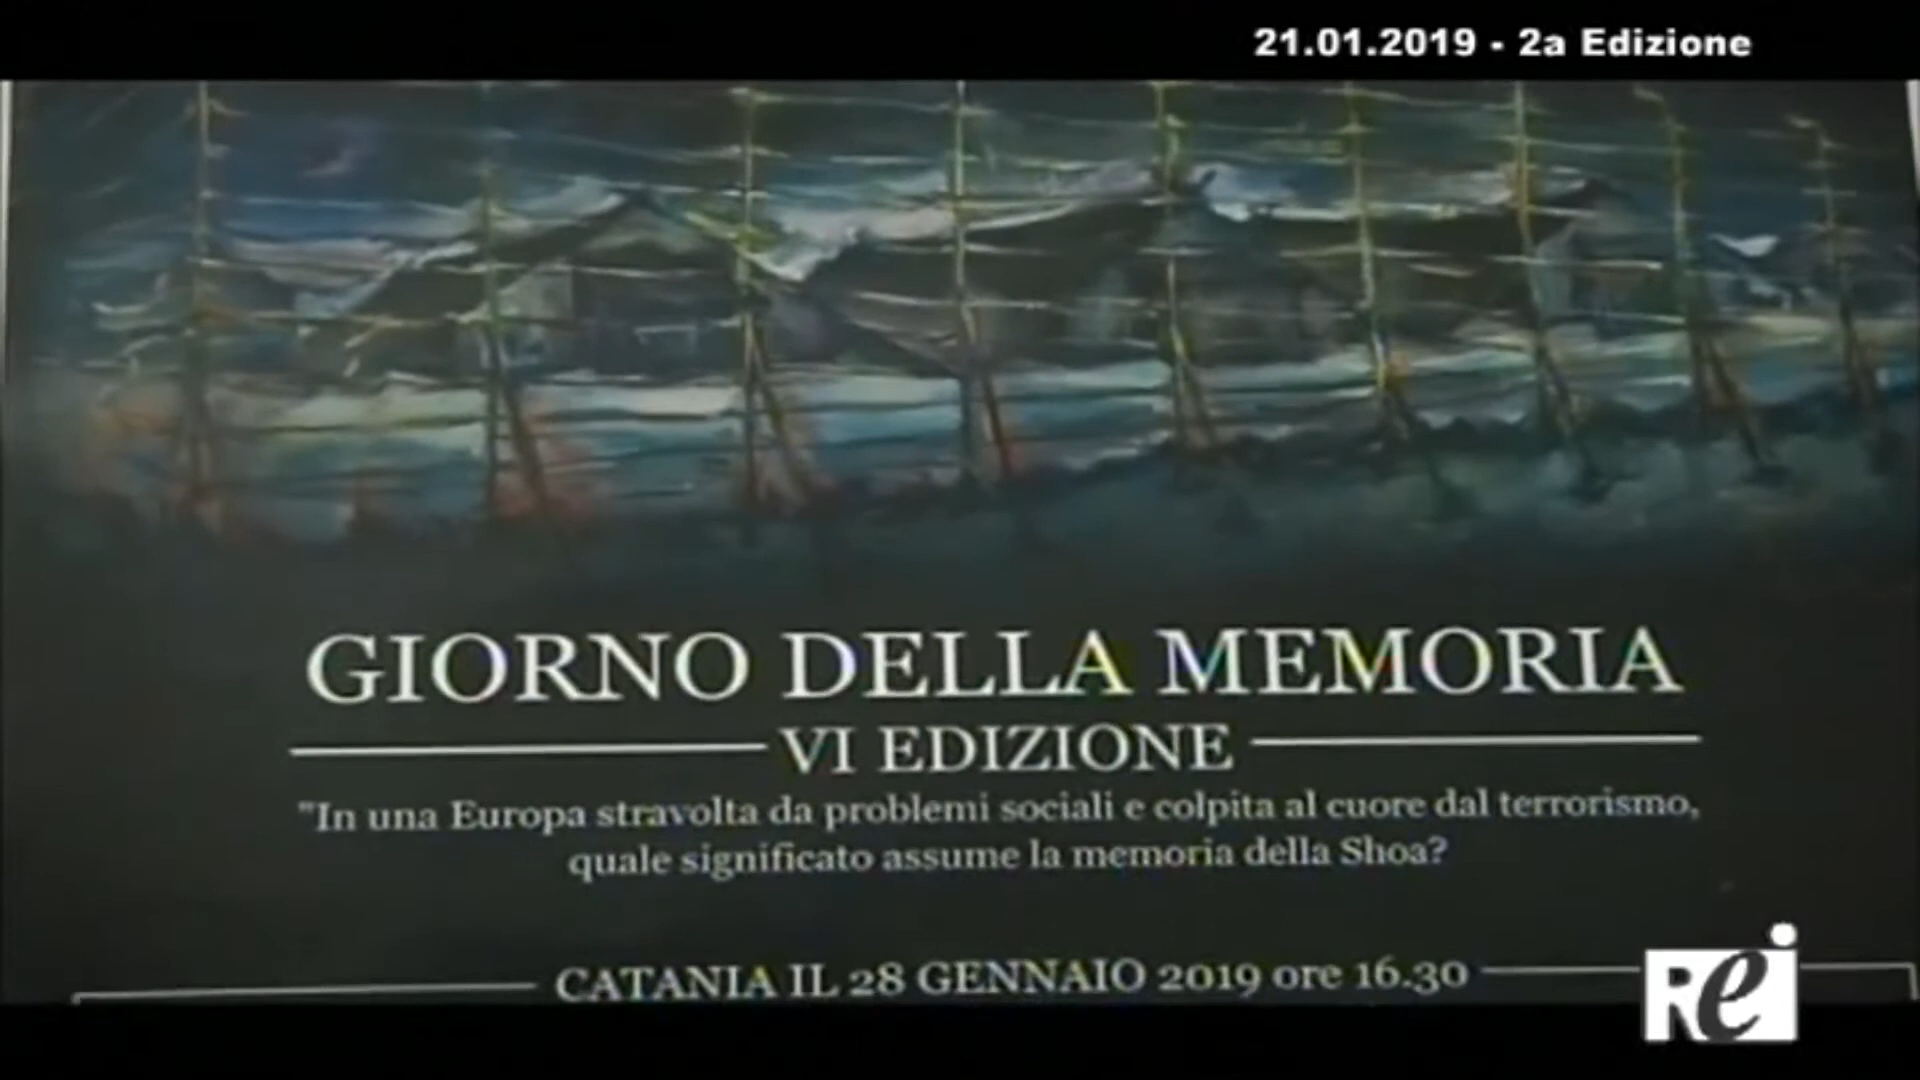 21.01.2019 - 2a Edizione
GIORNO DELLA MEMORIA
VI EDIZIONE
"In una Europa stravolta da problemi sociali e colpita al cuore dal terrorismo,
quale significato assume la memoria della Shoa?
CATANIA IL 28 GENNAIO 2019 ore 16.30
Rei